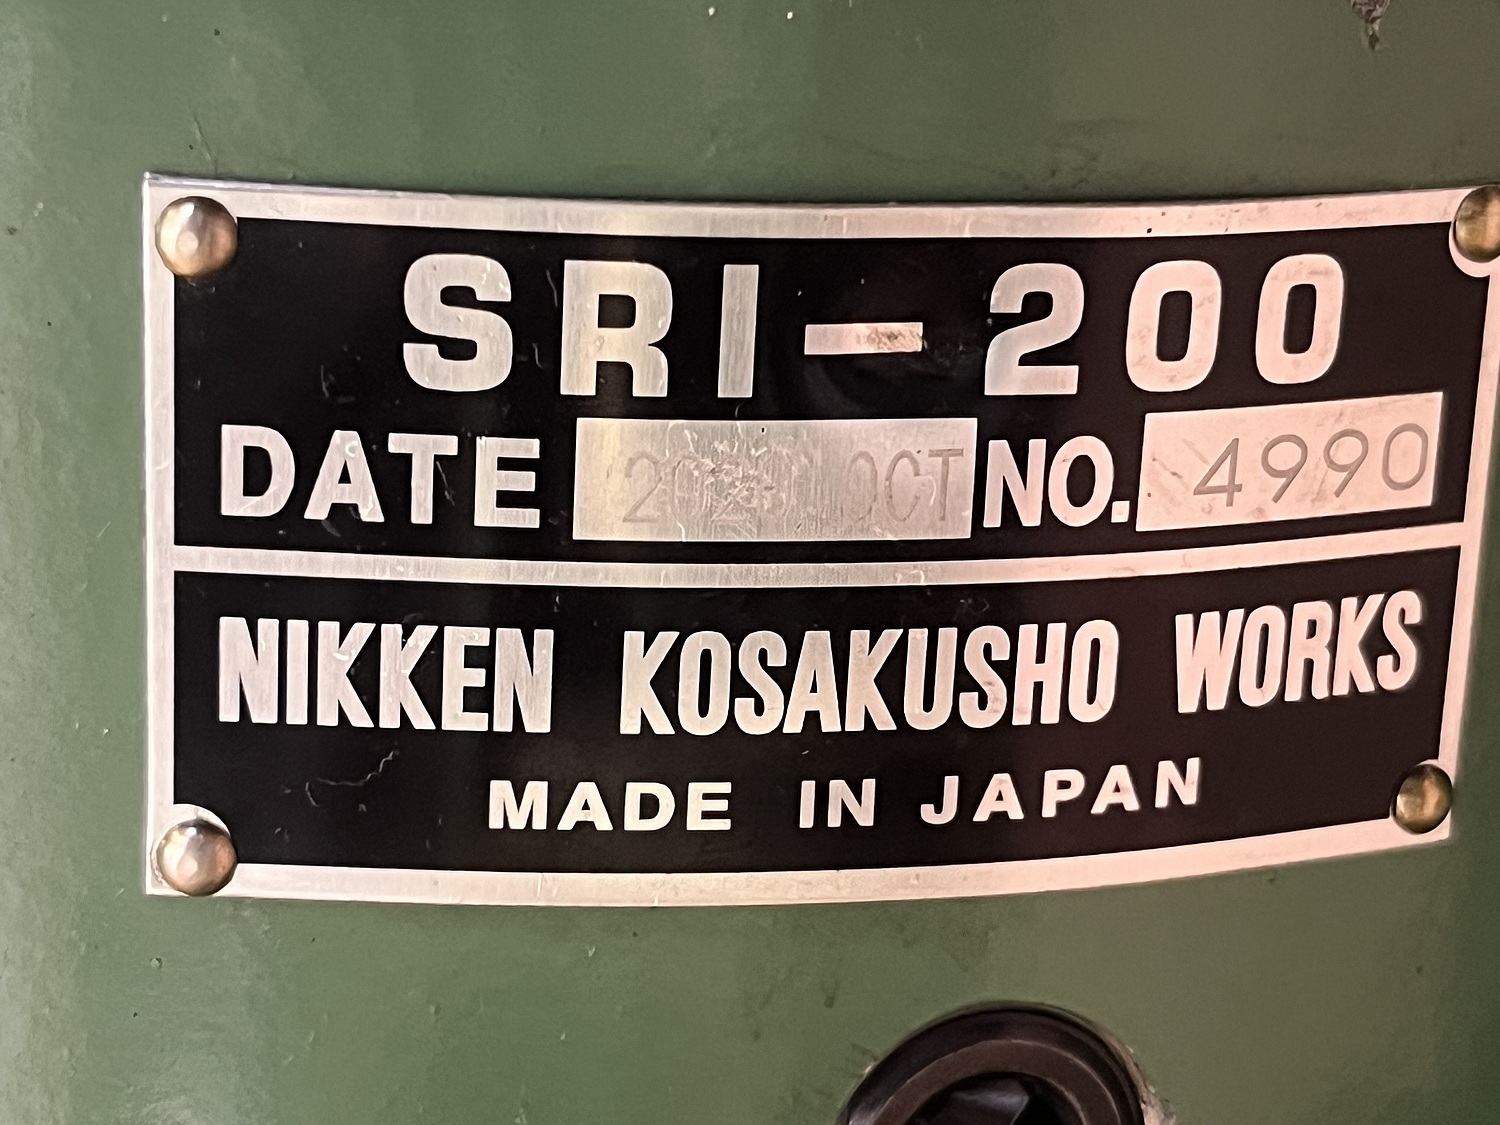 SRI-200
DATE OCT NO. 4990
NIKKEN KOSAKUSHO WORKS
MADE IN JAPAN